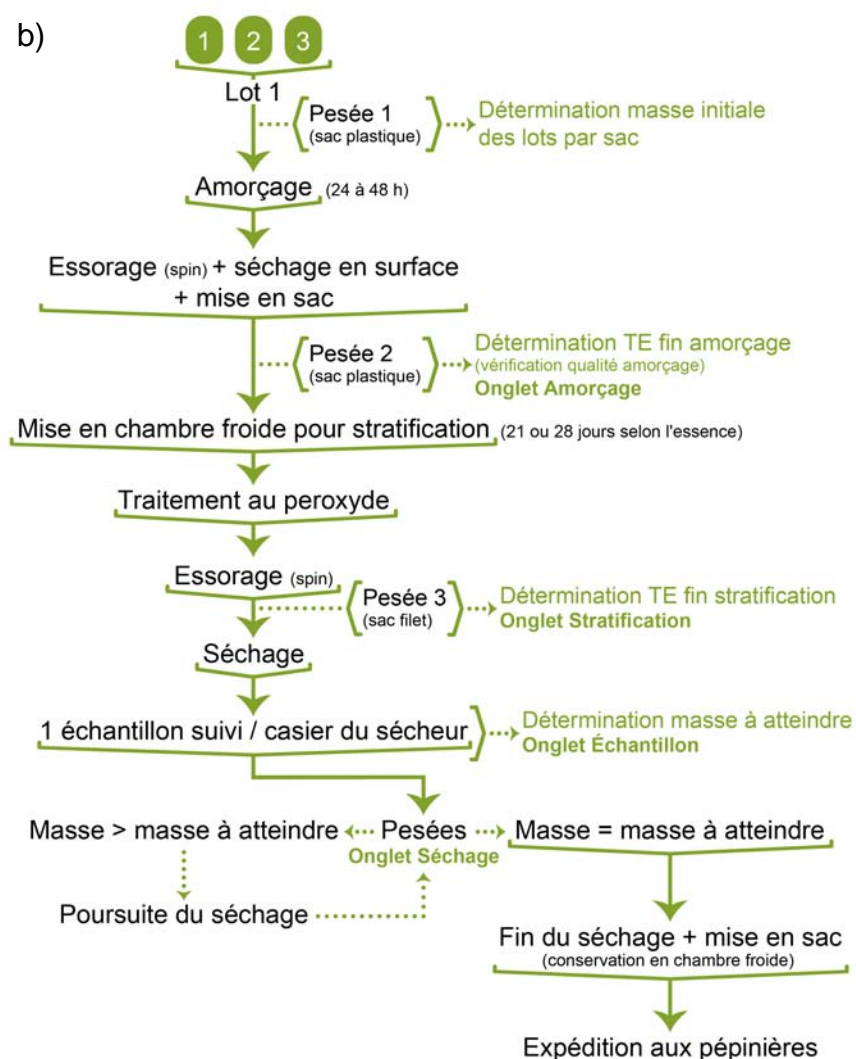 b)
1 2 3
Lot 1
Pesée 1
(sac plastique)
Détermination masse initiale
des lots par sac
Amorçage (24 à 48 h)
Essorage (spin) + séchage en surface
+ mise en sac
Pesée 2
(sac plastique)
Détermination TE fin amorçage
(vérification qualité amorçage)
Onglet Amorçage
Mise en chambre froide pour stratification (21 ou 28 jours selon l'essence)
Traitement au peroxyde
Essorage (spin)
Pesée 3
(sac filet)
Détermination TE fin stratification
Onglet Stratification
Séchage
1 échantillon suivi / casier du sécheur
Détermination masse à atteindre
Onglet Échantillon
Masse > masse à atteindre
Pesées
Onglet Séchage
Masse = masse à atteindre
Poursuite du séchage
Fin du séchage + mise en sac
(conservation en chambre froide)
Expédition aux pépinières